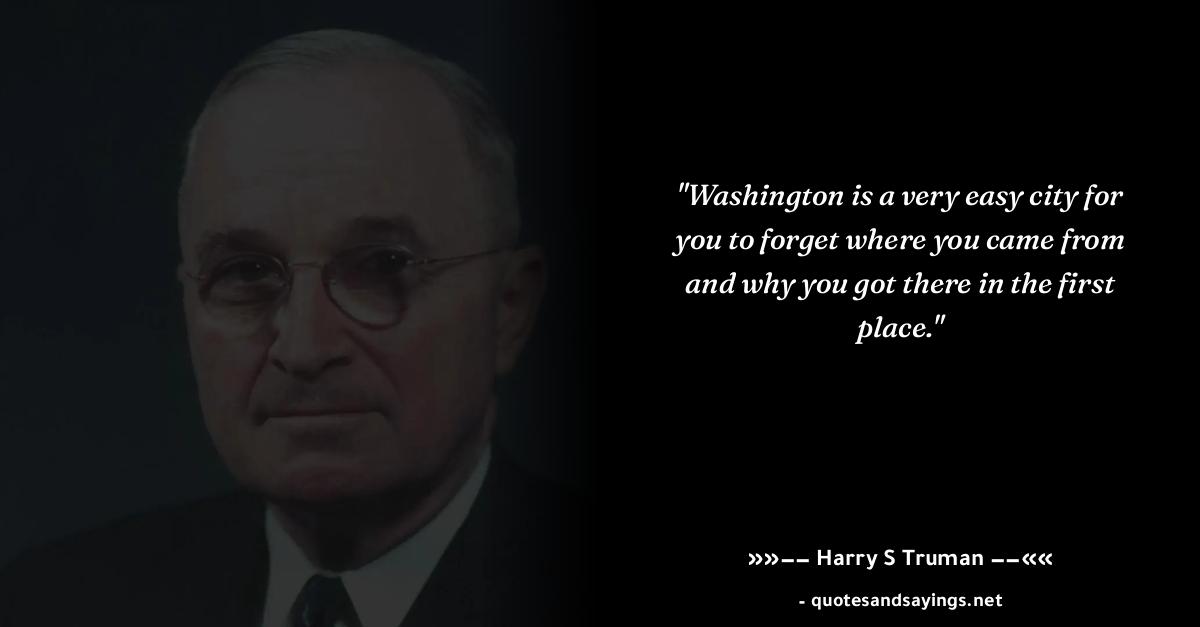 "Washington is a very easy city for
you to forget where you came from
and why you got there in the first
place."
»»−− Harry S Truman −−««
- quotesandsayings.net